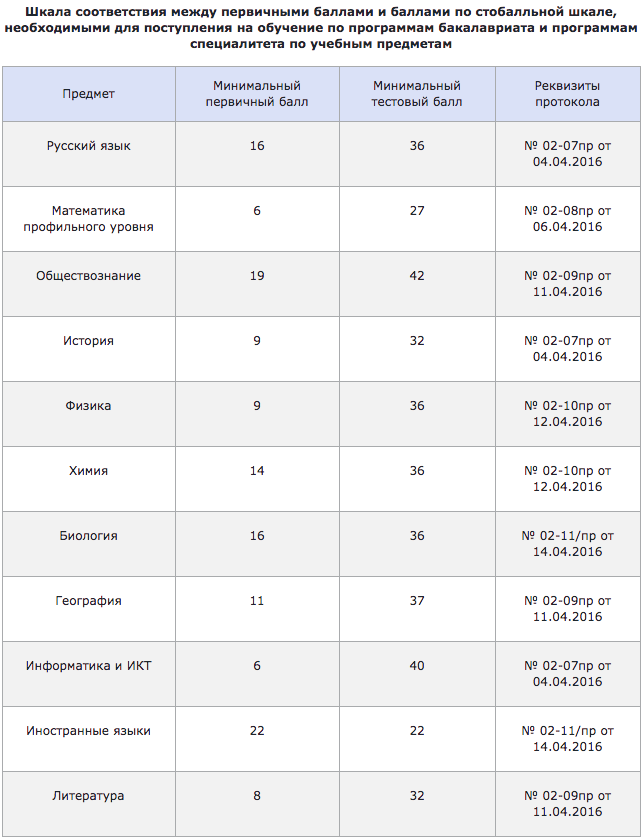 Шкала соответствия между первичными баллами и баллами по стобалльной шкале,
необходимыми для поступления на обучение по программам бакалавриата и программам
специалитета по учебным предметам
Предмет
Минимальный
первичный балл
Минимальный
тестовый балл
Реквизиты
протокола
Русский язык
16
36
№ 02-07пр от
04.04.2016
Математика
профильного уровня
6
27
№ 02-08пр от
06.04.2016
Обществознание
19
42
№ 02-09пр от
11.04.2016
История
9
32
№ 02-07пр от
04.04.2016
Физика
9
36
№ 02-10пр от
12.04.2016
Химия
14
36
№ 02-10пр от
12.04.2016
Биология
16
36
№ 02-11/пр от
14.04.2016
География
11
37
№ 02-09пр от
11.04.2016
Информатика и ИКТ
6
40
№ 02-07пр от
04.04.2016
Иностранные языки
22
22
№ 02-11/пр от
14.04.2016
Литература
8
32
№ 02-09пр от
11.04.2016